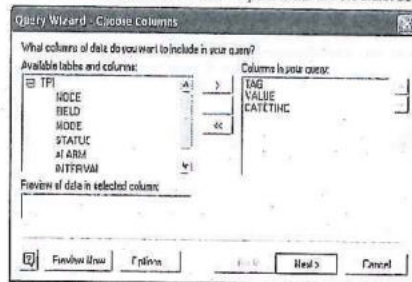 Query Wizard - Choose Columns
What columns of data do you want to include in your query?
Available tables and columns:
Columns in your query:
NODE
FIELD
MODE
STATUS
ALARM
INTERVAL
TAG
VALUE
Preview of data in selected column:
Preview Now
Options
Next >
Cancel